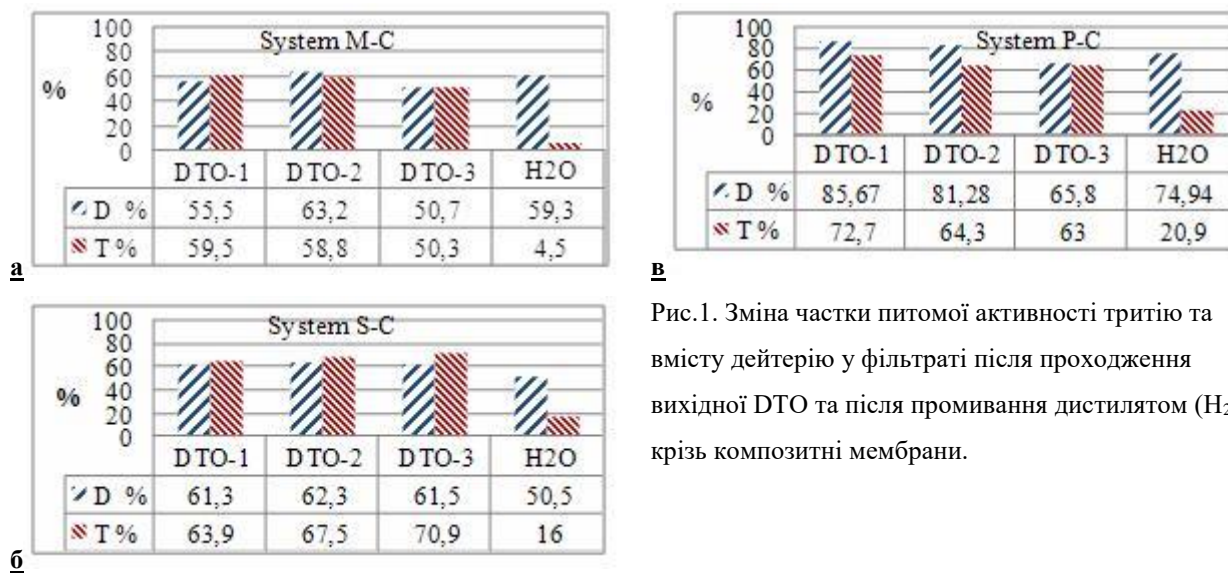 100
80
60
40
20
0
%
System M-C
DTO-1 DTO-2 DTO-3 H2O
D % 55,5 63,2 50,7 59,3
T % 59,5 58,8 50,3 4,5
а
100
80
60
40
20
0
%
System S-C
DTO-1 DTO-2 DTO-3 H2O
D % 61,3 62,3 61,5 50,5
T % 63,9 67,5 70,9 16
б
100
80
60
40
20
0
%
System P-C
DTO-1 DTO-2 DTO-3 H2O
D % 85,67 81,28 65,8 74,94
T % 72,7 64,3 63 20,9
в
Рис.1. Зміна частки питомої активності тритію та
вмісту дейтерію у фільтраті після проходження
вихідної DTO та після промивання дистилятом (H₂
крізь композитні мембрани.